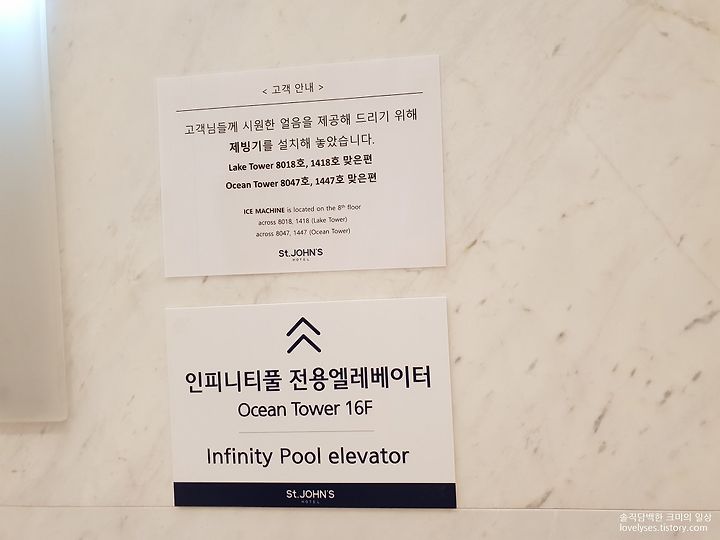 < 고객 안내 >
고객님들께 시원한 얼음을 제공해 드리기 위해
제빙기를 설치해 놓았습니다.
Lake Tower 8018호, 1418호 맞은편
Ocean Tower 8047호, 1447호 맞은편
ICE MACHINE is located on the 8th floor
across 8018, 1418 (Lake Tower)
across 8047, 1447 (Ocean Tower)
St.JOHN'S
HOTEL
인피니티풀 전용엘레베이터
Ocean Tower 16F
Infinity Pool elevator
St.JOHN'S
HOTEL
솔직담백한 크미의 일상
lovelyses.tistory.com